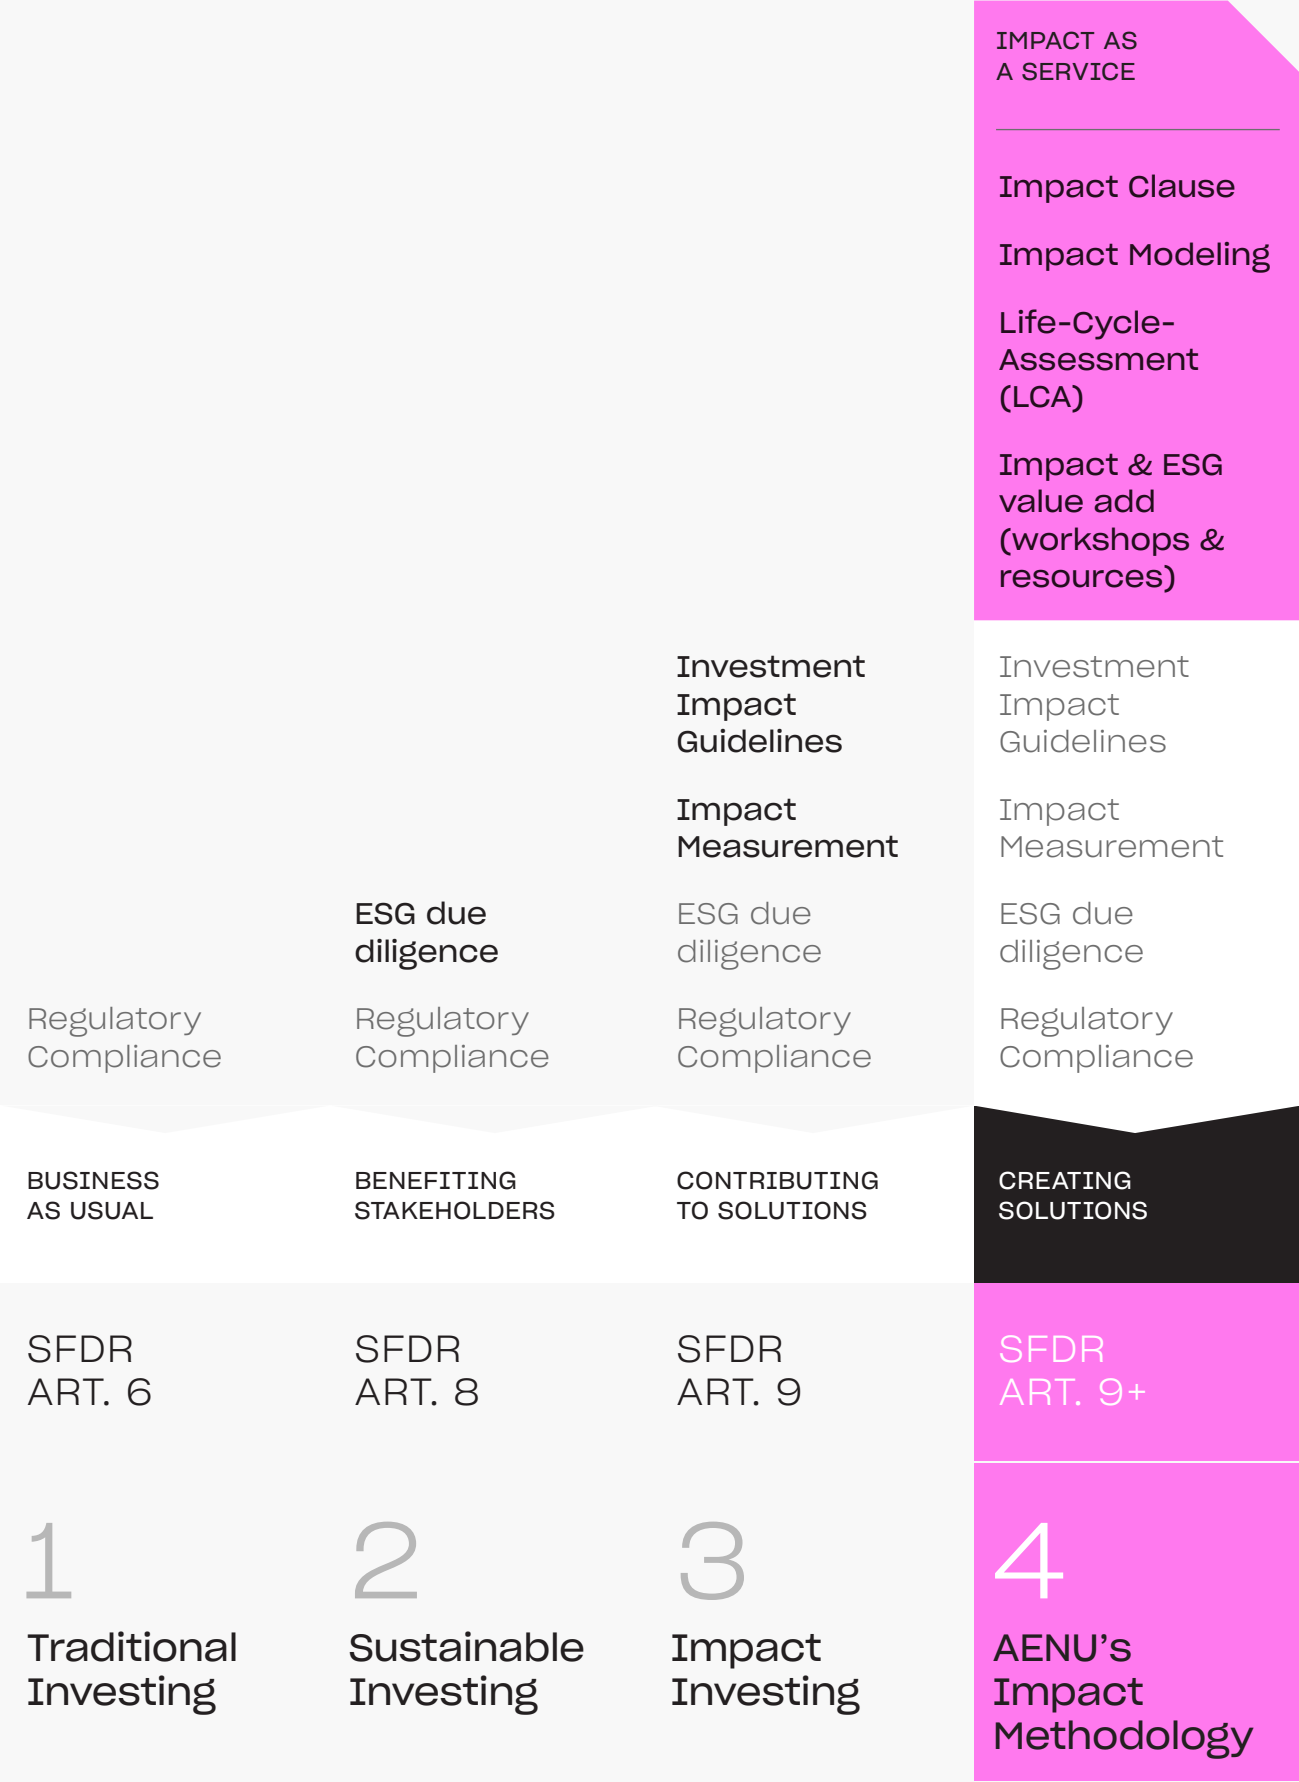 IMPACT AS
A SERVICE
Impact Clause
Impact Modeling
Life-Cycle-
Assessment
(LCA)
Impact & ESG
value add
(workshops &
resources)
Investment
Impact
Guidelines
Impact
Measurement
ESG due
diligence
Regulatory
Compliance
Investment
Impact
Guidelines
Impact
Measurement
ESG due
diligence
Regulatory
Compliance
ESG due
diligence
Regulatory
Compliance
Regulatory
Compliance
BUSINESS
AS USUAL
BENEFITING
STAKEHOLDERS
CONTRIBUTING
TO SOLUTIONS
CREATING
SOLUTIONS
SFDR
ART. 6
SFDR
ART. 8
SFDR
ART. 9
SFDR
ART. 9+
1
Traditional
Investing
2
Sustainable
Investing
3
Impact
Investing
4
AENU’s
Impact
Methodology